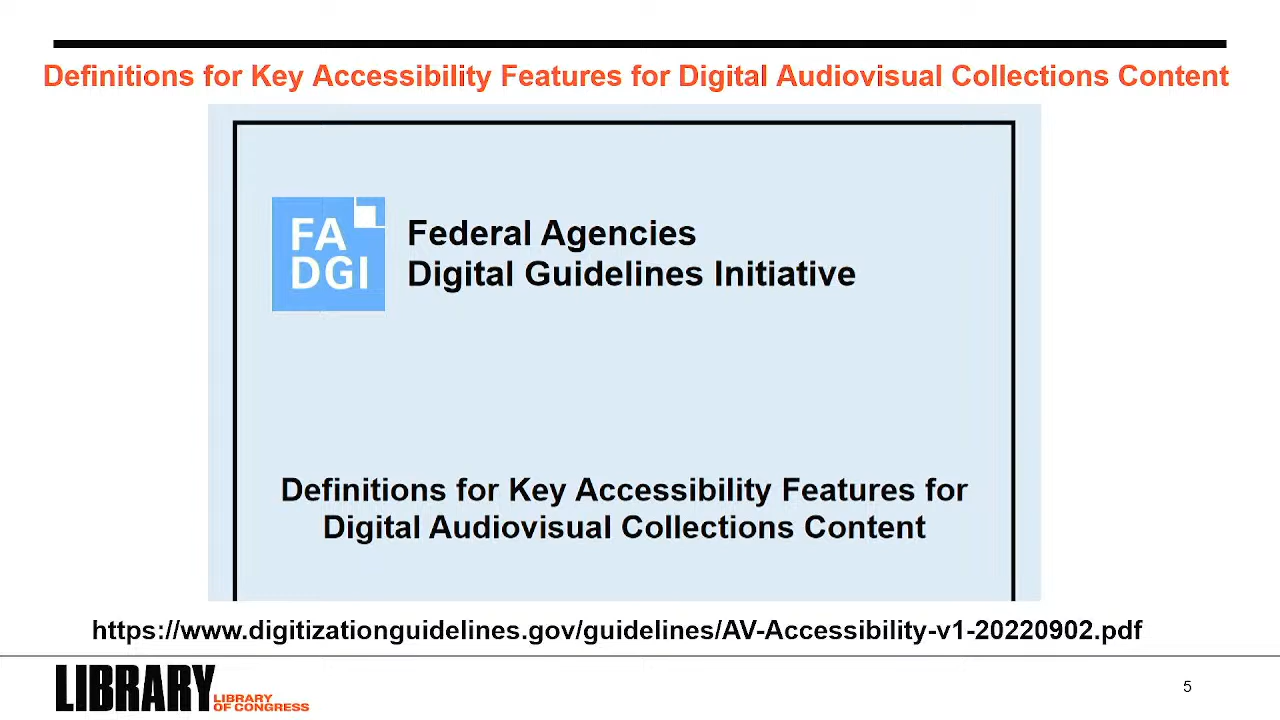 Definitions for Key Accessibility Features for Digital Audiovisual Collections Content
FA
DGI
Federal Agencies
Digital Guidelines Initiative
Definitions for Key Accessibility Features for
Digital Audiovisual Collections Content
https://www.digitizationguidelines.gov/guidelines/AV-Accessibility-v1-20220902.pdf
LIBRARY
LIBRARY
OF CONGRESS
5